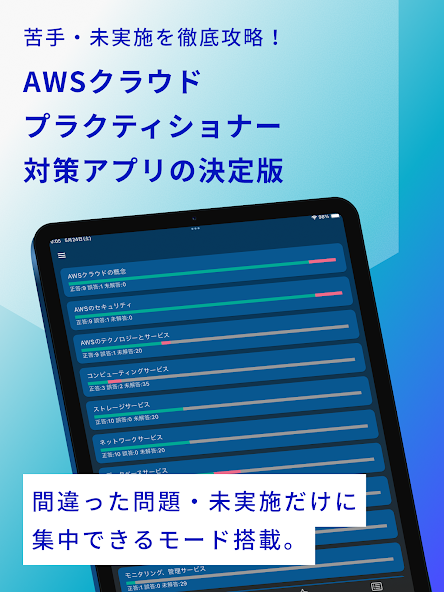 苦手・未実施を徹底攻略！
AWSクラウド
プラクティショナー
対策アプリの決定版
4:05 5月24日(土)
98%
AWSクラウドの概念
正答:9 誤答:1 未解答:0
AWSのセキュリティ
正答:9 誤答:1 未解答:0
AWSのテクノロジーとサービス
正答:9 誤答:1 未解答:20
コンピューティングサービス
正答:3 誤答:2 未解答:35
ストレージサービス
正答:10 誤答:0 未解答:20
ネットワークサービス
正答:10 誤答:0 未解答:20
間違った問題・未実施だけに
集中できるモード搭載。
モニタリング、管理サービス
正答:1 誤答:0 未解答:29